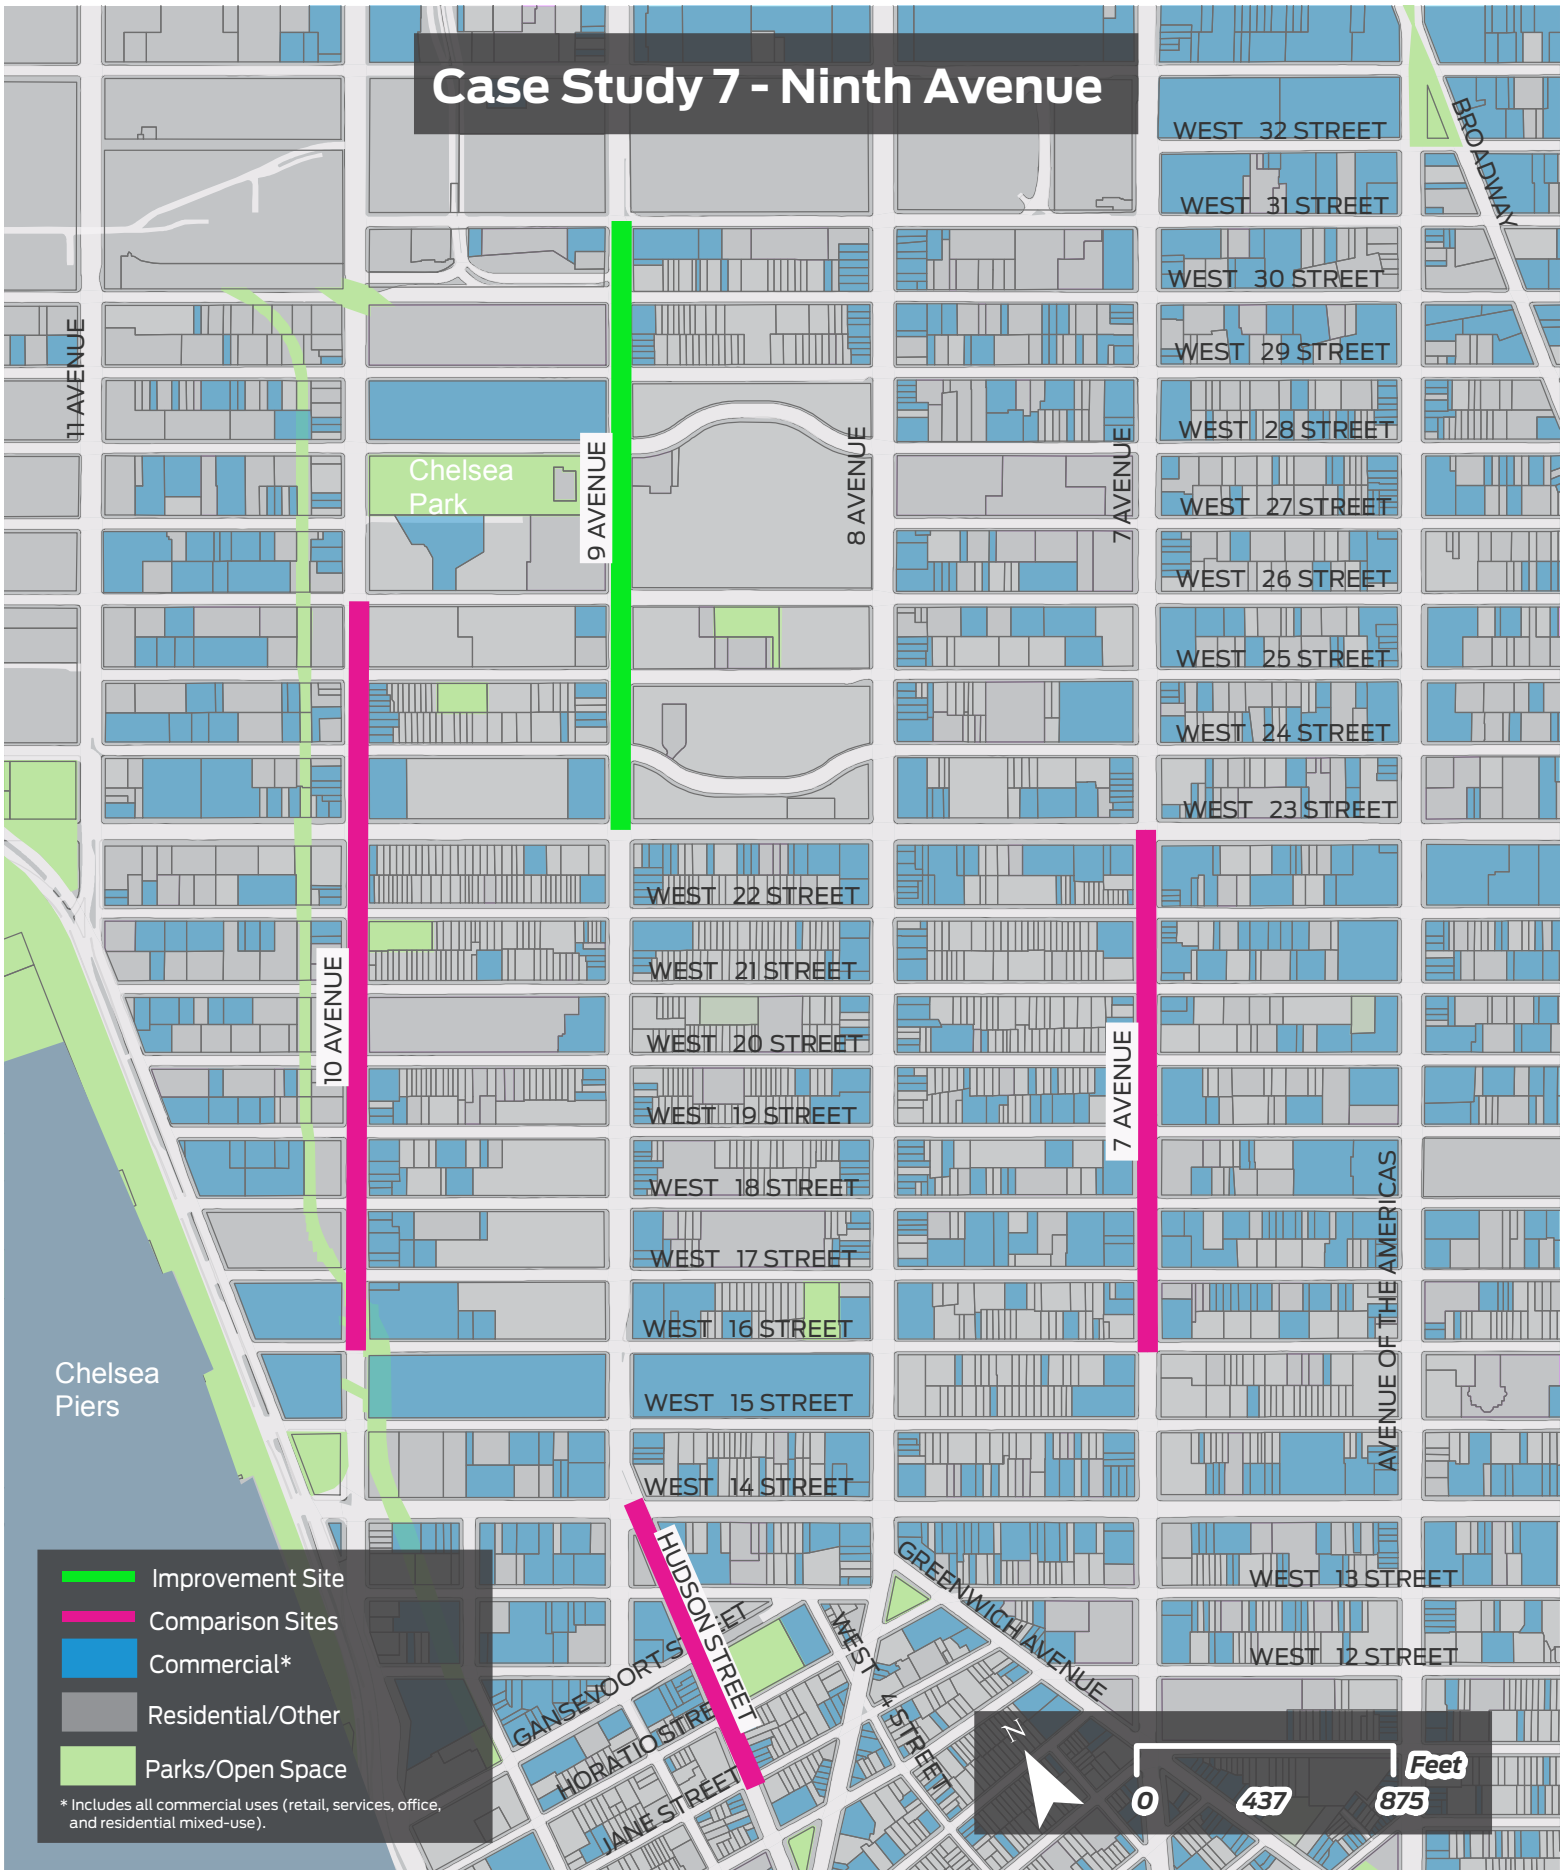 Case Study 7 - Ninth Avenue
BROADWAY
WEST 32 STREET
WEST 31 STREET
WEST 30 STREET
WEST 29 STREET
11 AVENUE
WEST 28 STREET
Chelsea
Park
9 AVENUE
8 AVENUE
7 AVENUE
WEST 27 STREET
WEST 26 STREET
WEST 25 STREET
WEST 24 STREET
WEST 23 STREET
WEST 22 STREET
WEST 21 STREET
10 AVENUE
WEST 20 STREET
7 AVENUE
WEST 19 STREET
WEST 18 STREET
WEST 17 STREET
AVENUE OF THE AMERICAS
WEST 16 STREET
Chelsea
Piers
WEST 15 STREET
WEST 14 STREET
HUDSON STREET
GREENWICH AVENUE
WEST 13 STREET
WEST 12 STREET
GANSEVOORT STREET
WEST 4 STREET
HORATIO STREET
JANE STREET
Improvement Site
Comparison Sites
Commercial*
Residential/Other
Parks/Open Space
* Includes all commercial uses (retail, services, office,
and residential mixed-use).
N
Feet
0 437 875